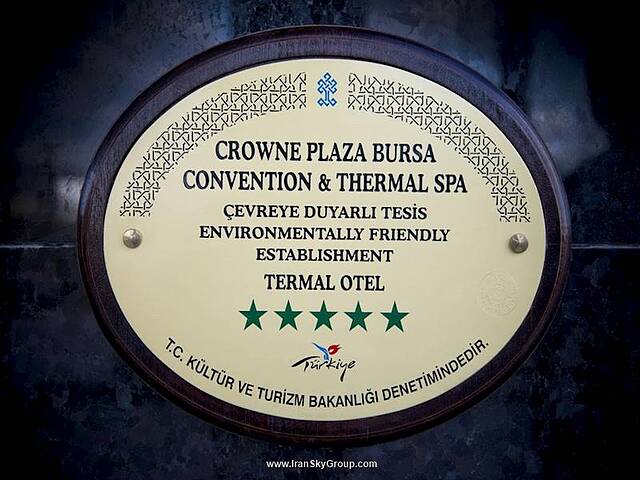 CROWNE PLAZA BURSA
CONVENTION & THERMAL SPA
ÇEVREYE DUYARLI TESİS
ENVIRONMENTALLY FRIENDLY
ESTABLISHMENT
TERMAL OTEL
Türkiye
T.C. KÜLTÜR VE TURİZM BAKANLIĞI DENETİMİNDEDİR.
www.IranSkyGroup.com